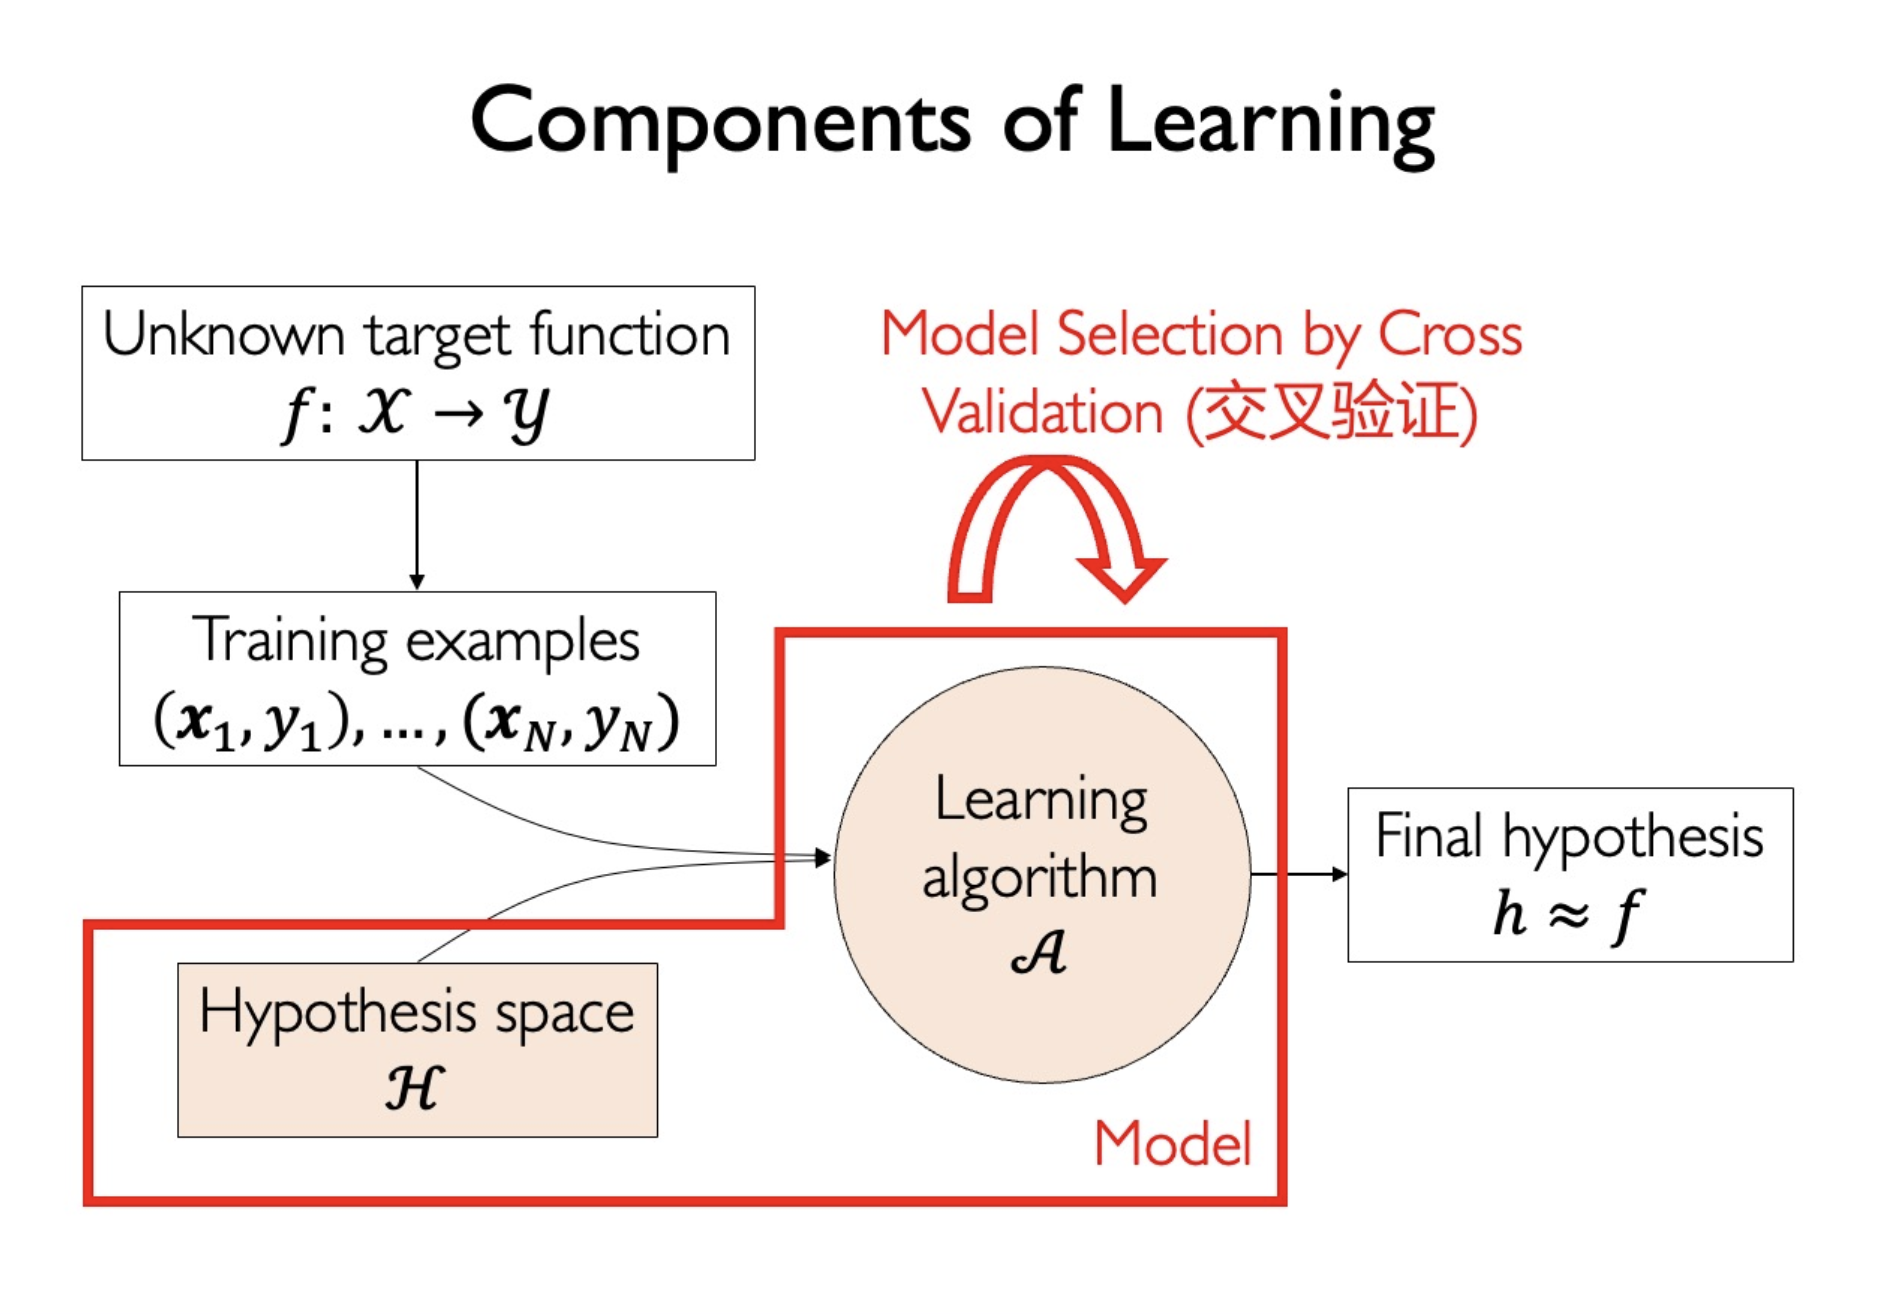 Components of Learning
Unknown target function
f: 𝒳 → 𝒴
Model Selection by Cross
Validation (交叉验证)
Training examples
(𝒙₁, y₁), … , (𝒙_N, y_N)
Learning
algorithm
𝒜
Final hypothesis
h ≈ f
Hypothesis space
ℋ
Model